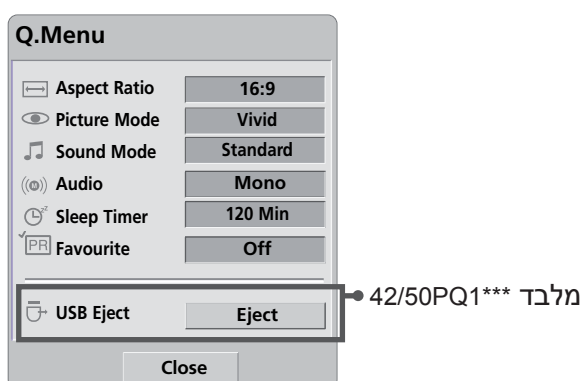 Q.Menu
Aspect Ratio 16:9
Picture Mode Vivid
Sound Mode Standard
Audio Mono
Sleep Timer 120 Min
PR Favourite Off
USB Eject Eject
מלבד 42/50PQ1***
Close